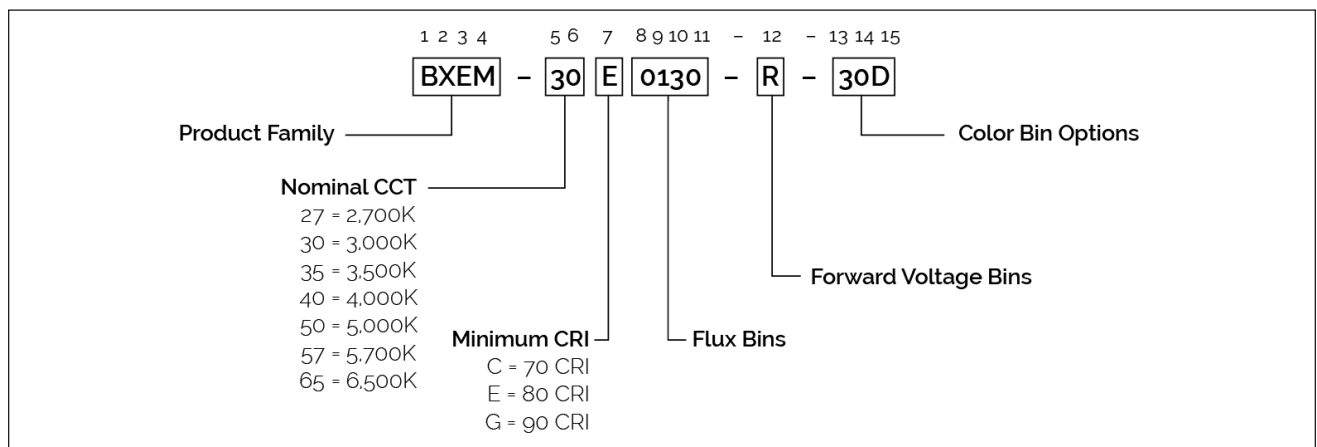 1 2 3 4 5 6 7 8 9 10 11 – 12 – 13 14 15
BXEM – 30 E 0130 – R – 30D
Product Family
Color Bin Options
Nominal CCT
27 = 2,700K
30 = 3,000K
35 = 3,500K
40 = 4,000K
50 = 5,000K
57 = 5,700K
65 = 6,500K
Forward Voltage Bins
Minimum CRI
C = 70 CRI
E = 80 CRI
G = 90 CRI
Flux Bins